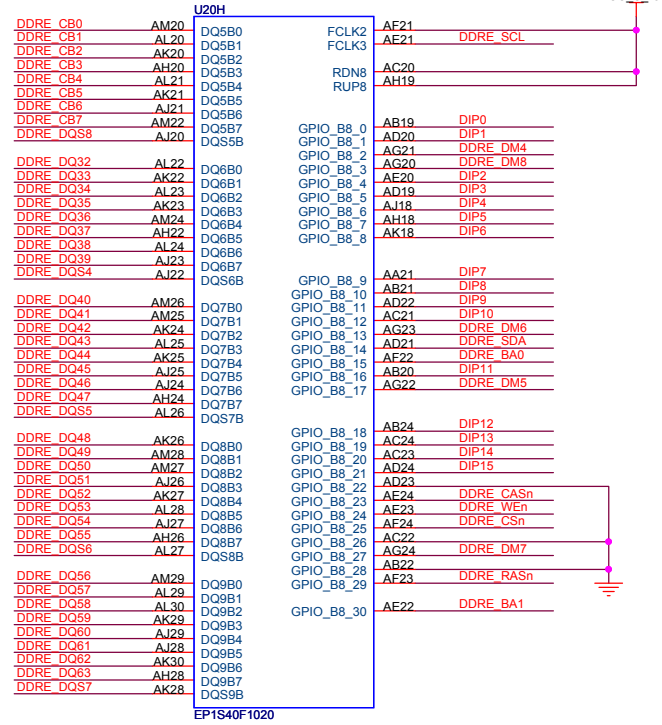 U20H
DDRE_CB0 AM20 DQ5B0
DDRE_CB1 AL20 DQ5B1
DDRE_CB2 AK20 DQ5B2
DDRE_CB3 AH20 DQ5B3
DDRE_CB4 AL21 DQ5B4
DDRE_CB5 AK21 DQ5B5
DDRE_CB6 AJ21 DQ5B6
DDRE_CB7 AM22 DQ5B7
DDRE_DQS8 AJ20 DQS5B
DDRE_DQ32 AL22 DQ6B0
DDRE_DQ33 AK22 DQ6B1
DDRE_DQ34 AL23 DQ6B2
DDRE_DQ35 AK23 DQ6B3
DDRE_DQ36 AM24 DQ6B4
DDRE_DQ37 AH22 DQ6B5
DDRE_DQ38 AL24 DQ6B6
DDRE_DQ39 AJ23 DQ6B7
DDRE_DQS4 AJ22 DQS6B
DDRE_DQ40 AM26 DQ7B0
DDRE_DQ41 AM25 DQ7B1
DDRE_DQ42 AK24 DQ7B2
DDRE_DQ43 AL25 DQ7B3
DDRE_DQ44 AK25 DQ7B4
DDRE_DQ45 AJ25 DQ7B5
DDRE_DQ46 AJ24 DQ7B6
DDRE_DQ47 AH24 DQ7B7
DDRE_DQS5 AL26 DQS7B
DDRE_DQ48 AK26 DQ8B0
DDRE_DQ49 AM28 DQ8B1
DDRE_DQ50 AM27 DQ8B2
DDRE_DQ51 AJ26 DQ8B3
DDRE_DQ52 AK27 DQ8B4
DDRE_DQ53 AL28 DQ8B5
DDRE_DQ54 AJ27 DQ8B6
DDRE_DQ55 AH26 DQ8B7
DDRE_DQS6 AL27 DQS8B
DDRE_DQ56 AM29 DQ9B0
DDRE_DQ57 AL29 DQ9B1
DDRE_DQ58 AL30 DQ9B2
DDRE_DQ59 AK29 DQ9B3
DDRE_DQ60 AJ29 DQ9B4
DDRE_DQ61 AJ28 DQ9B5
DDRE_DQ62 AK30 DQ9B6
DDRE_DQ63 AH28 DQ9B7
DDRE_DQS7 AK28 DQS9B
FCLK2 AF21
FCLK3 AE21 DDRE_SCL
RDN8 AC20
RUP8 AH19
GPIO_B8_0 AB19 DIP0
GPIO_B8_1 AD20 DIP1
GPIO_B8_2 AG21 DDRE_DM4
GPIO_B8_3 AG20 DDRE_DM8
GPIO_B8_4 AE20 DIP2
GPIO_B8_5 AD19 DIP3
GPIO_B8_6 AJ18 DIP4
GPIO_B8_7 AH18 DIP5
GPIO_B8_8 AK18 DIP6
GPIO_B8_9 AA21 DIP7
GPIO_B8_10 AB21 DIP8
GPIO_B8_11 AD22 DIP9
GPIO_B8_12 AC21 DIP10
GPIO_B8_13 AG23 DDRE_DM6
GPIO_B8_14 AD21 DDRE_SDA
GPIO_B8_15 AF22 DDRE_BA0
GPIO_B8_16 AB20 DIP11
GPIO_B8_17 AG22 DDRE_DM5
GPIO_B8_18 AB24 DIP12
GPIO_B8_19 AC24 DIP13
GPIO_B8_20 AC23 DIP14
GPIO_B8_21 AD24 DIP15
GPIO_B8_22 AD23
GPIO_B8_23 AE24 DDRE_CASn
GPIO_B8_24 AE23 DDRE_WEn
GPIO_B8_25 AF24 DDRE_CSn
GPIO_B8_26 AC22
GPIO_B8_27 AG24 DDRE_DM7
GPIO_B8_28 AB22
GPIO_B8_29 AF23 DDRE_RASn
GPIO_B8_30 AE22 DDRE_BA1
EP1S40F1020